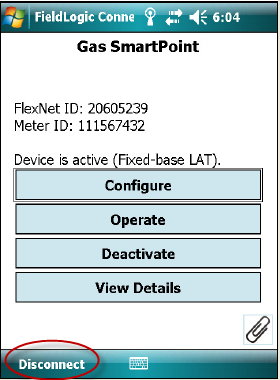 FieldLogic Conne 6:04
Gas SmartPoint
FlexNet ID: 20605239
Meter ID: 111567432
Device is active (Fixed-base LAT).
Configure
Operate
Deactivate
View Details
Disconnect